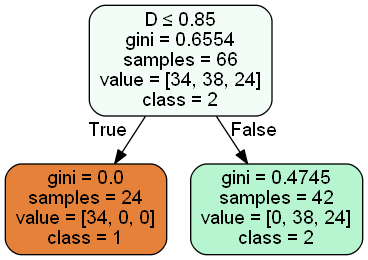 D ≤ 0.85
gini = 0.6554
samples = 66
value = [34, 38, 24]
class = 2
True
False
gini = 0.0
samples = 24
value = [34, 0, 0]
class = 1
gini = 0.4745
samples = 42
value = [0, 38, 24]
class = 2